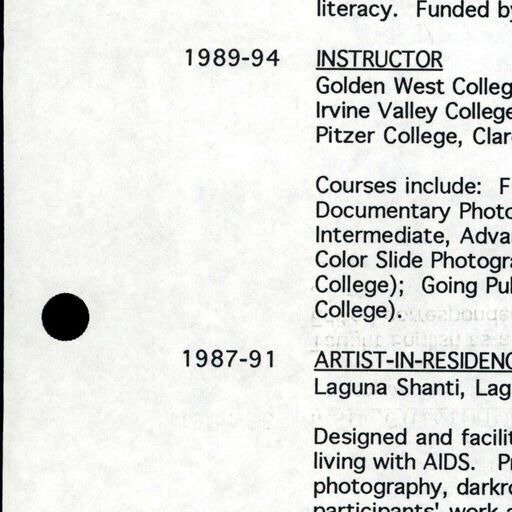 literacy. Funded by
1989-94 INSTRUCTOR
Golden West Colleg
Irvine Valley College
Pitzer College, Clar
Courses include: F
Documentary Photo
Intermediate, Adva
Color Slide Photogra
College); Going Pu
College).
1987-91 ARTIST-IN-RESIDENC
Laguna Shanti, Lag
Designed and facilit
living with AIDS. Pr
photography, darkro
participants' work